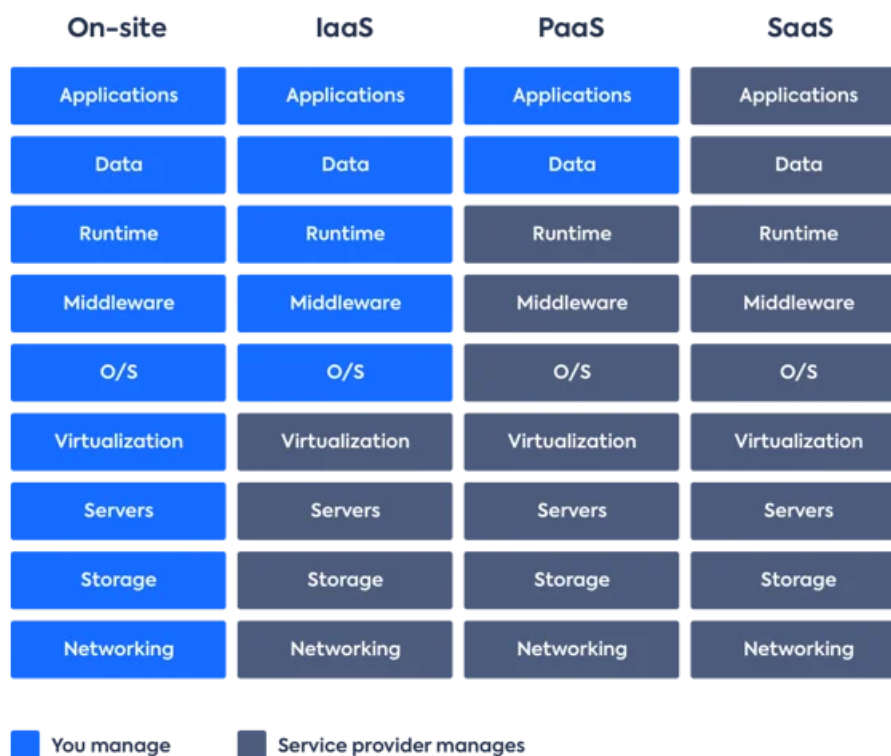 On-site IaaS PaaS SaaS
Applications Applications Applications Applications
Data Data Data Data
Runtime Runtime Runtime Runtime
Middleware Middleware Middleware Middleware
O/S O/S O/S O/S
Virtualization Virtualization Virtualization Virtualization
Servers Servers Servers Servers
Storage Storage Storage Storage
Networking Networking Networking Networking
You manage Service provider manages